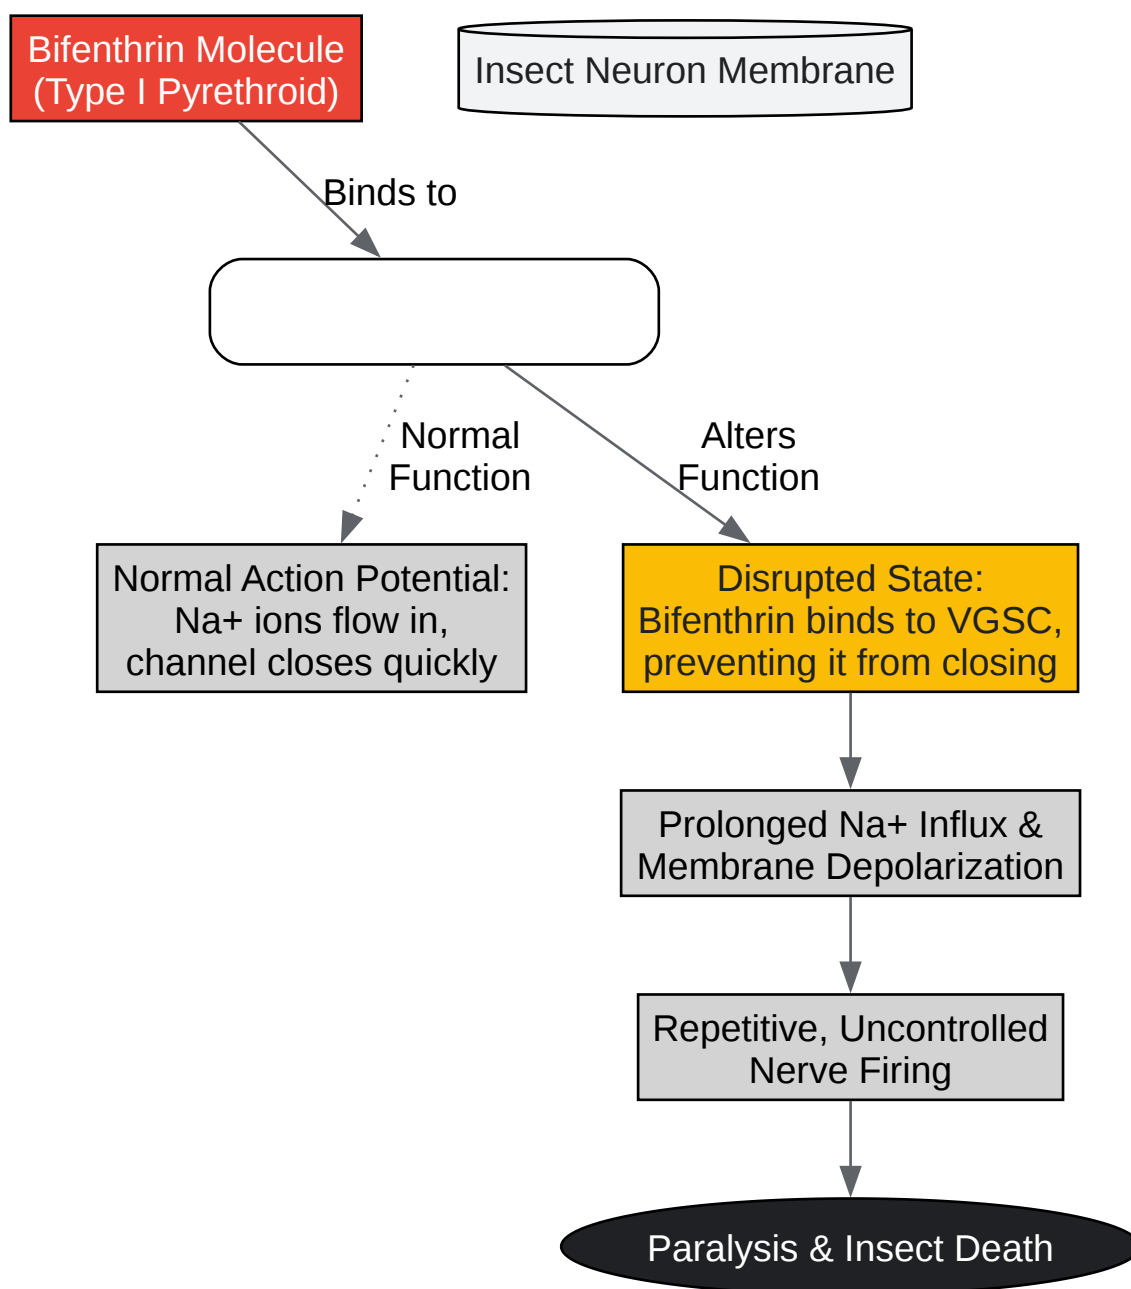 Bifenthrin Molecule
(Type I Pyrethroid)
Insect Neuron Membrane
Binds to
Normal
Function
Alters
Function
Normal Action Potential:
Na+ ions flow in,
channel closes quickly
Disrupted State:
Bifenthrin binds to VGSC,
preventing it from closing
Prolonged Na+ Influx &
Membrane Depolarization
Repetitive, Uncontrolled
Nerve Firing
Paralysis & Insect Death